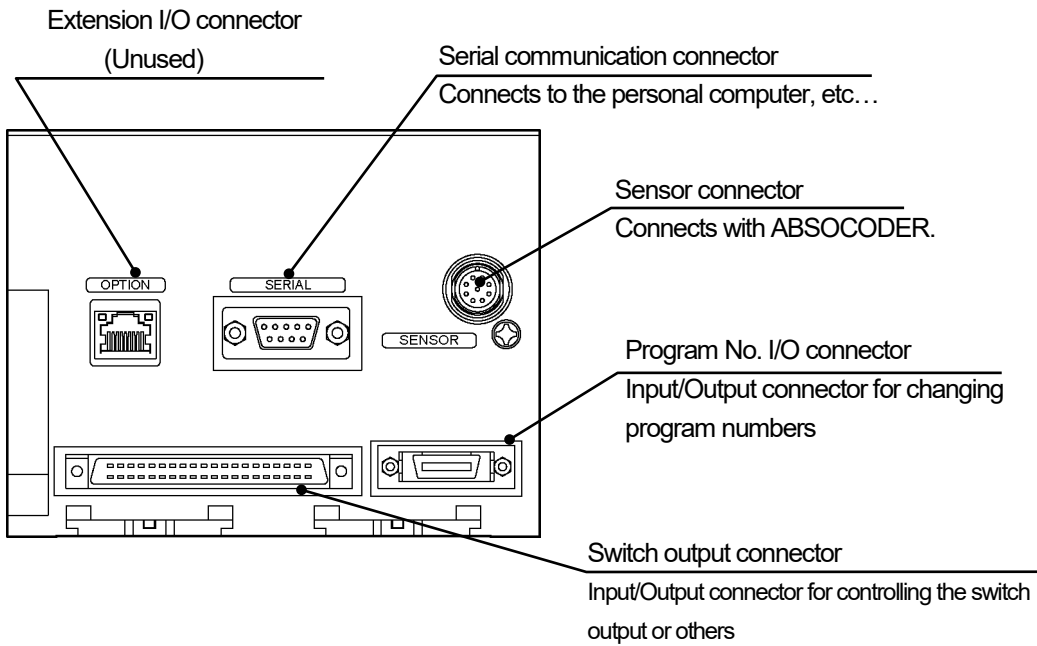 Extension I/O connector
(Unused)
Serial communication connector
Connects to the personal computer, etc…
Sensor connector
Connects with ABSOCODER.
OPTION
SERIAL
SENSOR
Program No. I/O connector
Input/Output connector for changing
program numbers
Switch output connector
Input/Output connector for controlling the switch
output or others